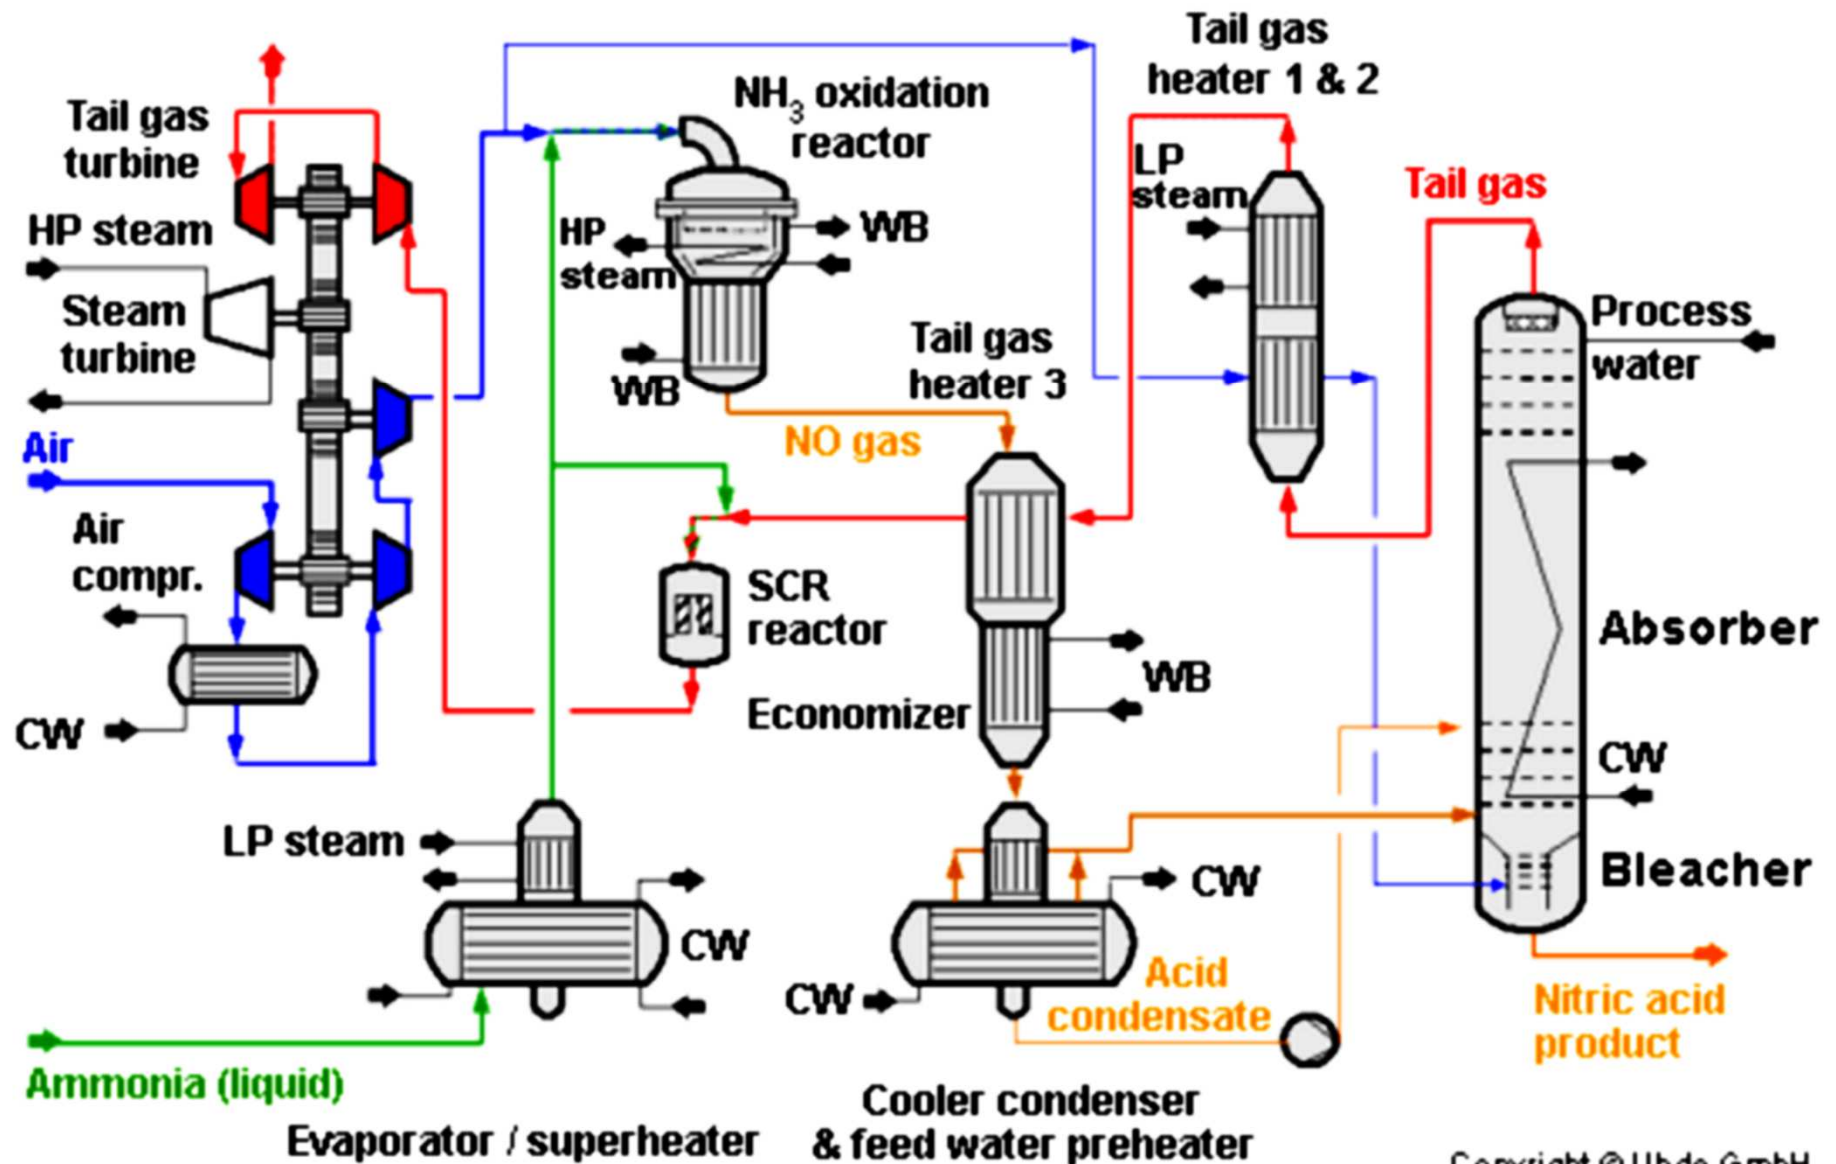 Tail gas
heater 1 & 2
NH3 oxidation
reactor
Tail gas
turbine
LP
steam
Tail gas
HP steam
HP
steam
WB
Steam
turbine
WB
Tail gas
heater 3
Process
water
Air
NO gas
Air
compr.
SCR
reactor
Absorber
WB
Economizer
CW
CW
LP steam
CW
Bleacher
CW
CW
Acid
condensate
Nitric acid
product
Ammonia (liquid)
Evaporator / superheater
Cooler condenser
& feed water preheater
Copyright © Uhde GmbH